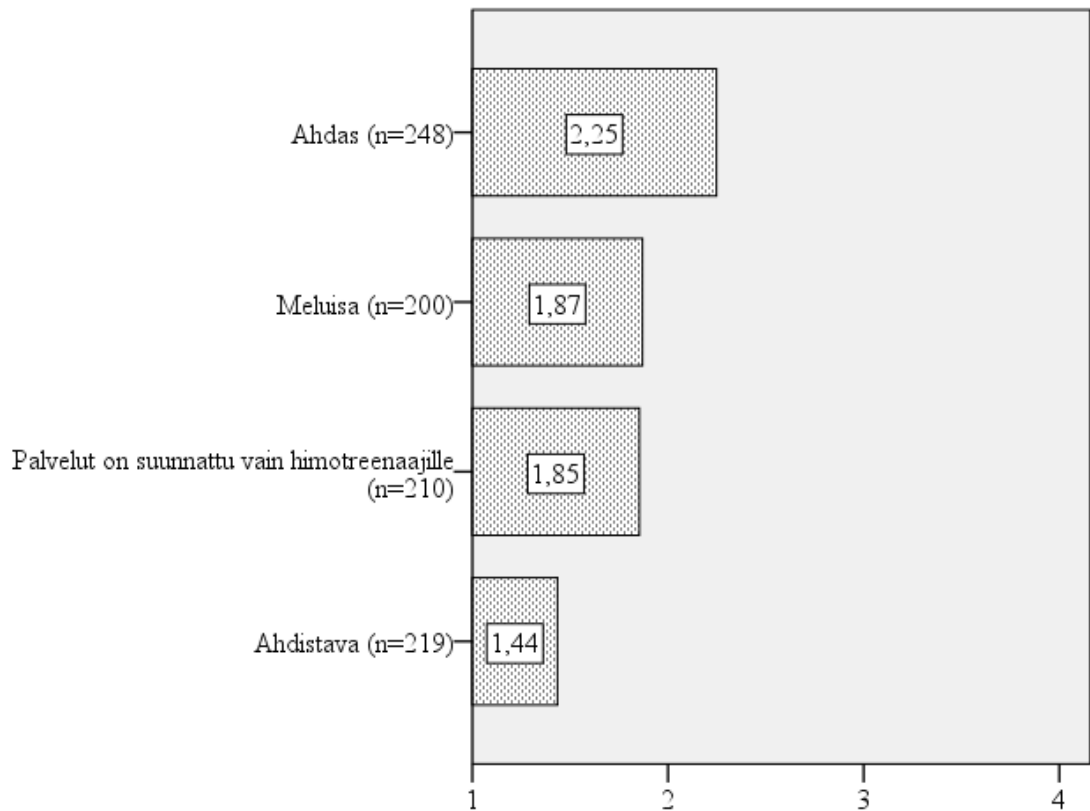 Ahdas (n=248)
2,25
Meluisa (n=200)
1,87
Palvelut on suunnattu vain himotreenaajille
(n=210)
1,85
Ahdistava (n=219)
1,44
1 2 3 4